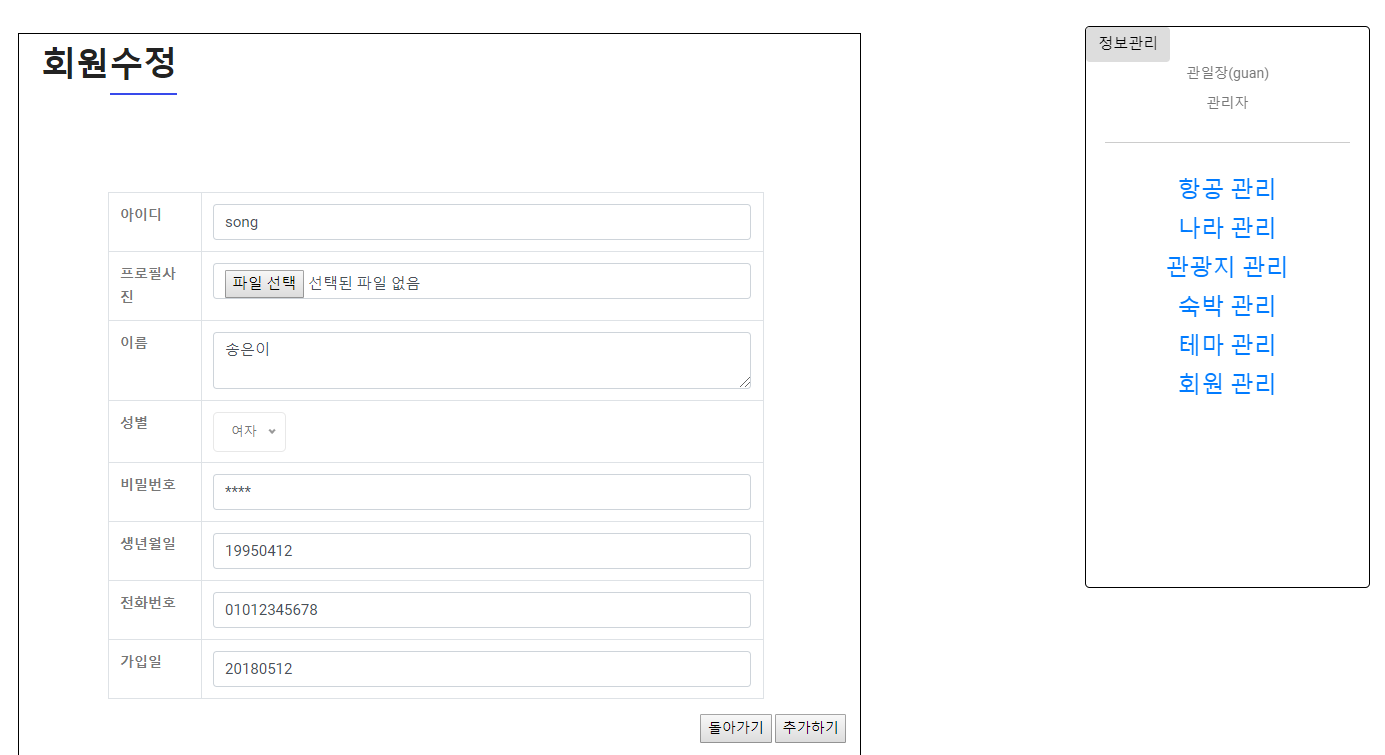 회원수정
아이디
song
프로필사
진
파일 선택 선택된 파일 없음
이름
송은이
성별
여자
비밀번호
****
생년월일
19950412
전화번호
01012345678
가입일
20180512
돌아가기 추가하기
정보관리
관일장(guan)
관리자
항공 관리
나라 관리
관광지 관리
숙박 관리
테마 관리
회원 관리